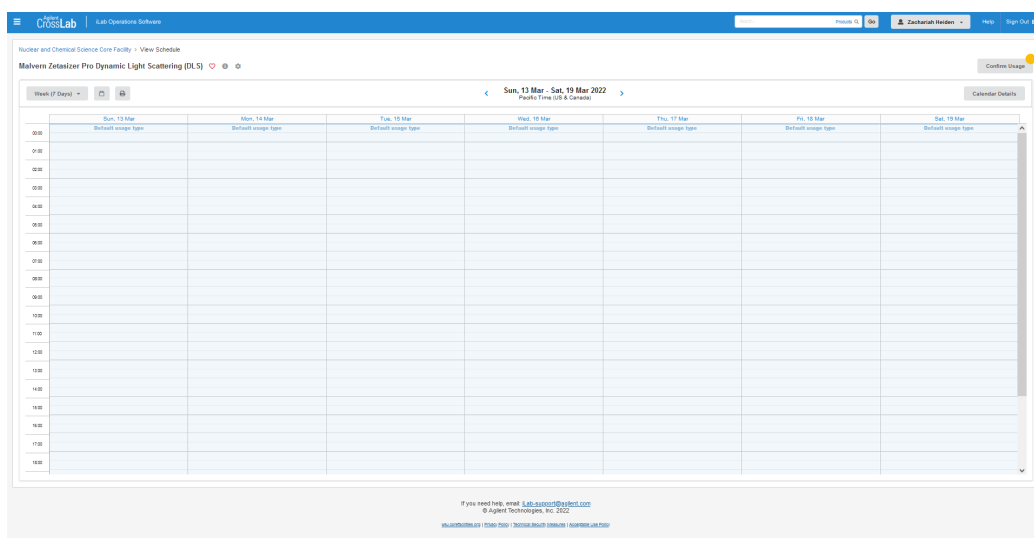 Agilent
CrossLab
iLab Operations Software
Go
Zachariah Heiden
Help
Sign Out
Nuclear and Chemical Science Core Facility > View Schedule
Malvern Zetasizer Pro Dynamic Light Scattering (DLS)
Confirm Usage
Week (7 Days)
Sun, 13 Mar - Sat, 19 Mar 2022
Pacific Time (US & Canada)
Calendar Details
Sun, 13 Mar Mon, 14 Mar Tue, 15 Mar Wed, 16 Mar Thu, 17 Mar Fri, 18 Mar Sat, 19 Mar
Default usage type Default usage type Default usage type Default usage type Default usage type Default usage type Default usage type
00:00
01:00
02:00
03:00
04:00
05:00
06:00
07:00
08:00
09:00
10:00
11:00
12:00
13:00
14:00
15:00
16:00
17:00
18:00
If you need help, email: iLab-support@agilent.com
© Agilent Technologies, Inc. 2022
wsu.corefacilities.org | Privacy Policy | Technical Security Measures | Acceptable Use Policy